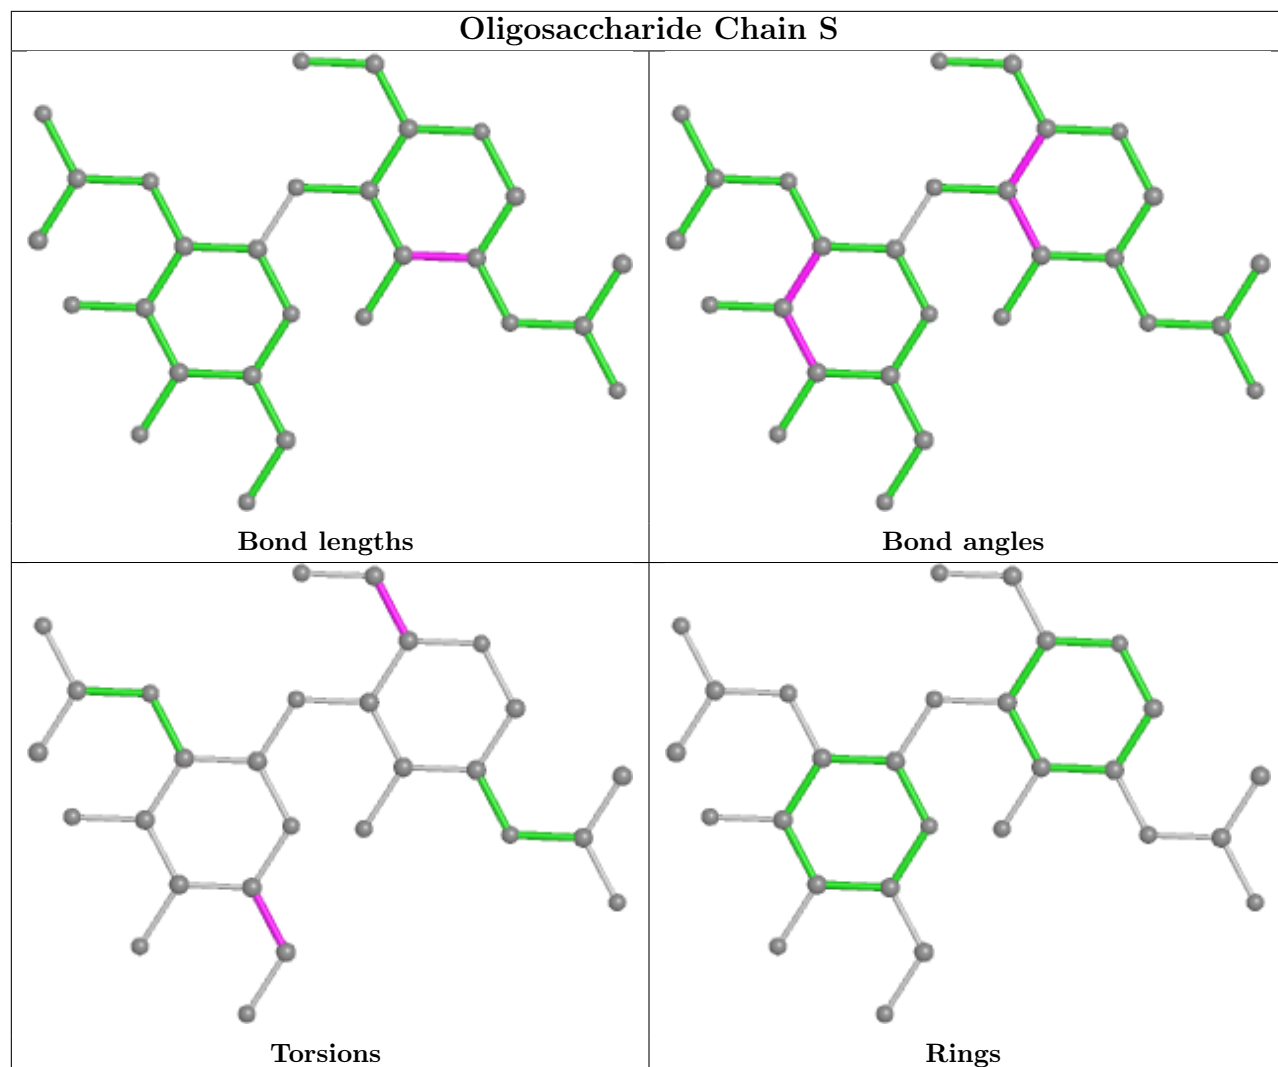 Oligosaccharide Chain S
Bond lengths
Bond angles
Torsions
Rings